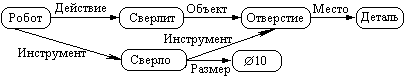 Действие
Объект
Место
Робот
Сверлит
Отверстие
Деталь
Инструмент
Инструмент
Сверло
Размер
∅10